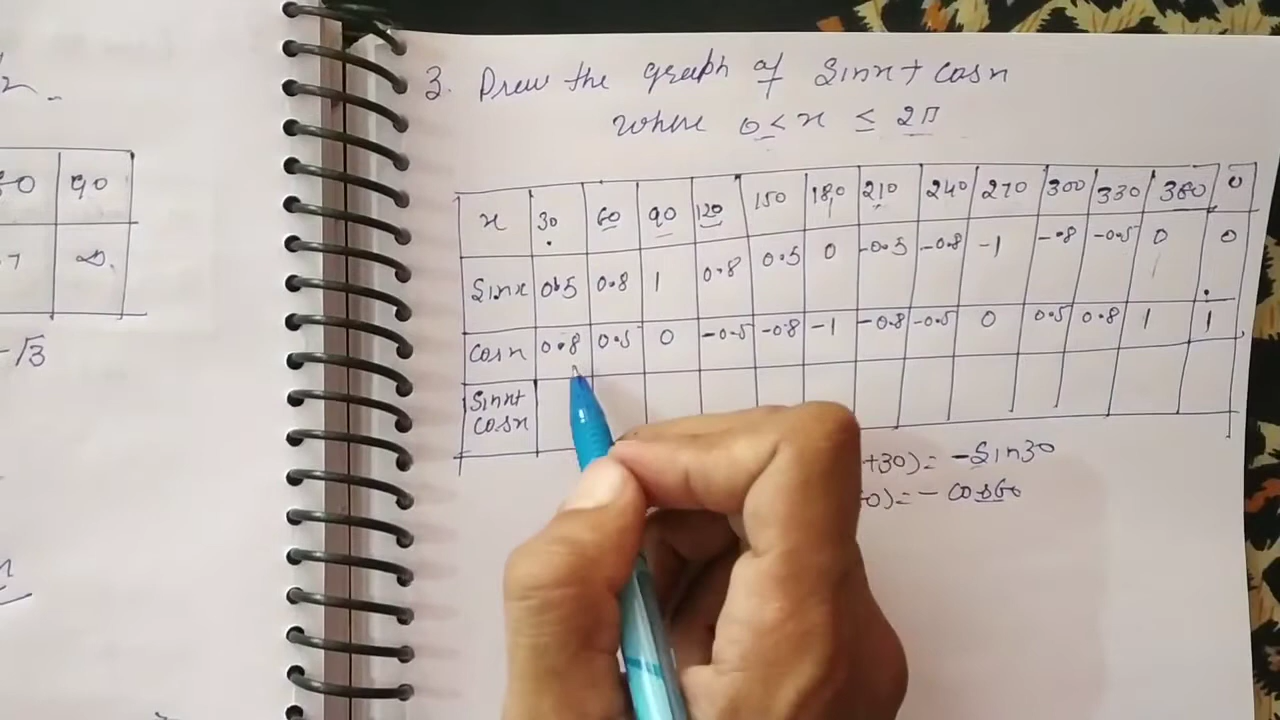 3. Draw the graph of Sinx + cosx
where 0 < x ≤ 2π
30 90
∞.
-√3
x 30 60 90 120 150 180 210 240 270 300 330 360 0
Sinx 0.5 0.8 1 0.8 0.5 0 -0.5 -0.8 -1 -.8 -0.5 0 0
cosx 0.8 0.5 0 -0.5 -0.8 -1 -0.8 -0.5 0 0.5 0.8 1 1
Sinx+
cosx
+30) = -Sin30
0) = - cos60